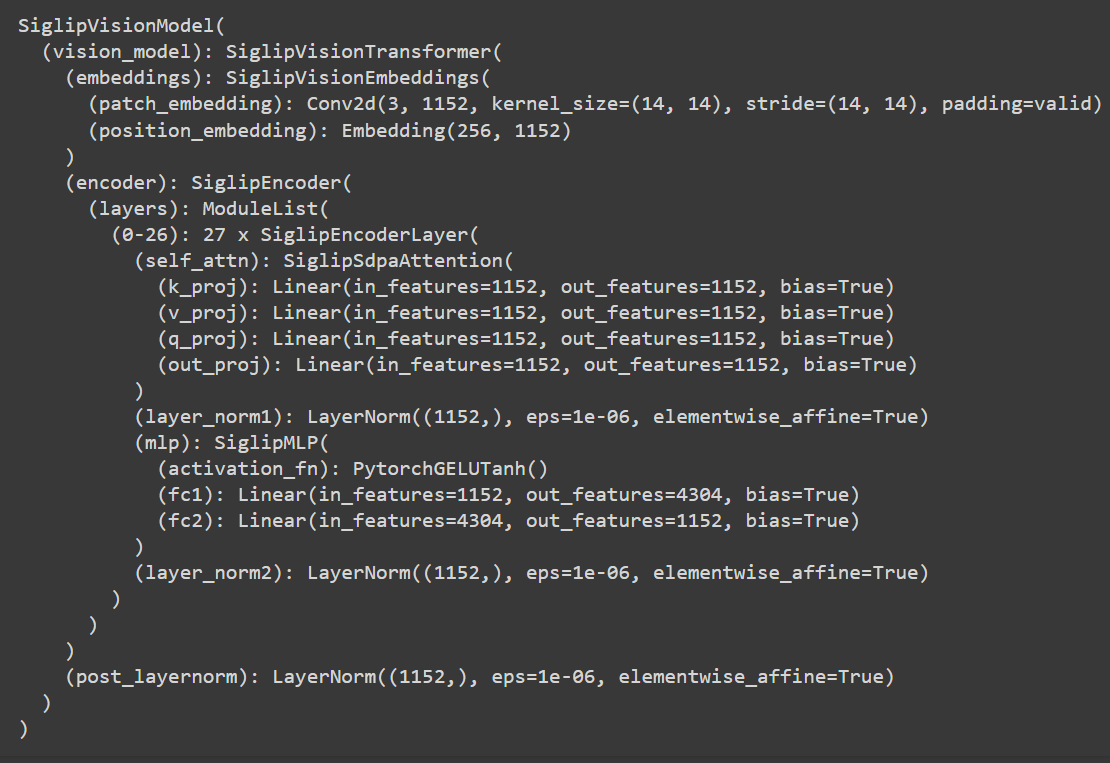 SiglipVisionModel(
  (vision_model): SiglipVisionTransformer(
    (embeddings): SiglipVisionEmbeddings(
      (patch_embedding): Conv2d(3, 1152, kernel_size=(14, 14), stride=(14, 14), padding=valid)
      (position_embedding): Embedding(256, 1152)
    )
    (encoder): SiglipEncoder(
      (layers): ModuleList(
        (0-26): 27 x SiglipEncoderLayer(
          (self_attn): SiglipSdpaAttention(
            (k_proj): Linear(in_features=1152, out_features=1152, bias=True)
            (v_proj): Linear(in_features=1152, out_features=1152, bias=True)
            (q_proj): Linear(in_features=1152, out_features=1152, bias=True)
            (out_proj): Linear(in_features=1152, out_features=1152, bias=True)
          )
          (layer_norm1): LayerNorm((1152,), eps=1e-06, elementwise_affine=True)
          (mlp): SiglipMLP(
            (activation_fn): PytorchGELUTanh()
            (fc1): Linear(in_features=1152, out_features=4304, bias=True)
            (fc2): Linear(in_features=4304, out_features=1152, bias=True)
          )
          (layer_norm2): LayerNorm((1152,), eps=1e-06, elementwise_affine=True)
        )
      )
    )
    (post_layernorm): LayerNorm((1152,), eps=1e-06, elementwise_affine=True)
  )
)